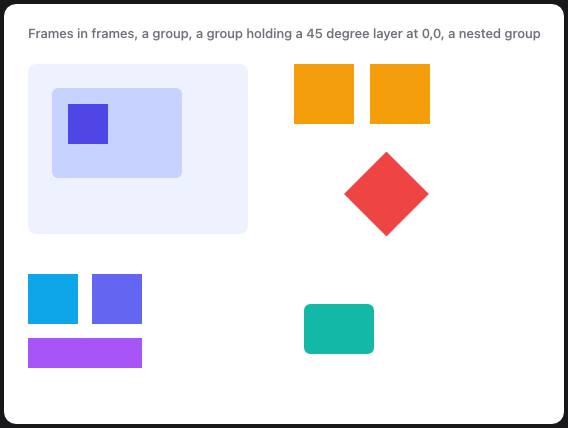 Frames in frames, a group, a group holding a 45 degree layer at 0,0, a nested group